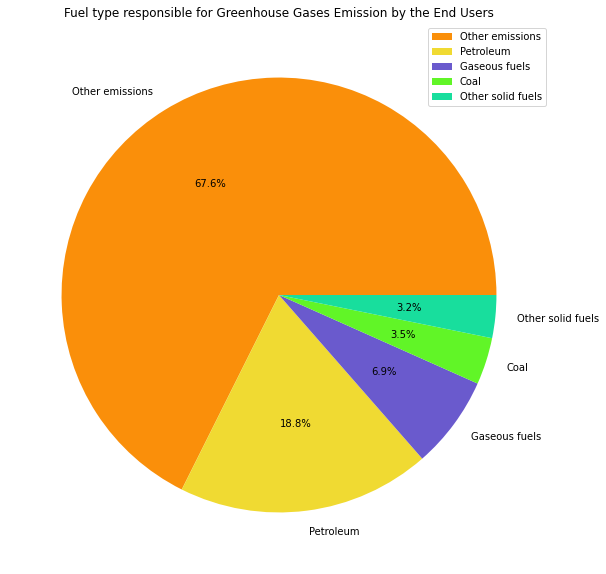 Fuel type responsible for Greenhouse Gases Emission by the End Users
Other emissions
Petroleum
Gaseous fuels
Coal
Other solid fuels
Other emissions
67.6%
3.2%
Other solid fuels
3.5%
Coal
6.9%
18.8%
Gaseous fuels
Petroleum